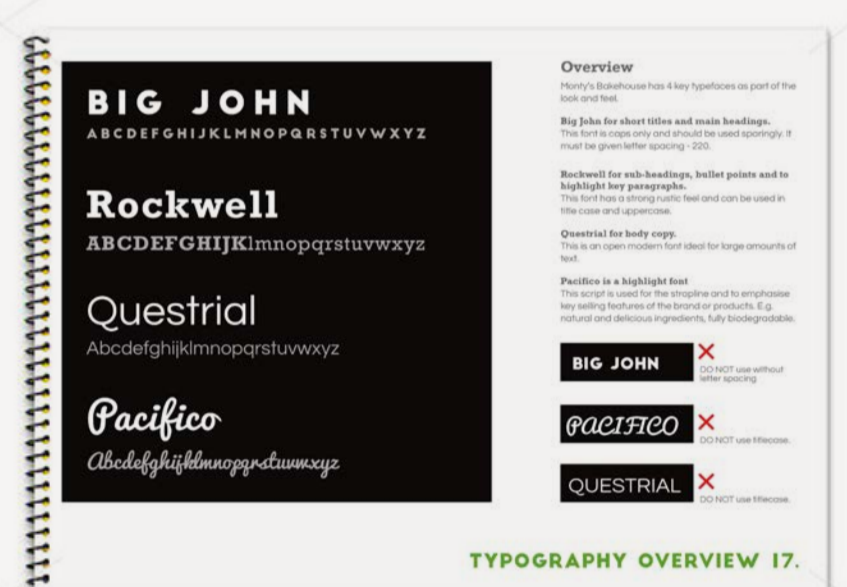 BIG JOHN
ABCDEFGHIJKLMNOPQRSTUVWXYZ
Rockwell
ABCDEFGHIJKlmnopqrstuvwxyz
Questrial
Abcdefghijklmnopqrstuvwxyz
Pacifico
Abcdefghijklmnopqrstuvwxyz
Overview
Monty's Bakehouse has 4 key typefaces as part of the
look and feel.
Big John for short titles and main headings.
This font is caps only and should be used sparingly. It
must be given letter spacing - 220.
Rockwell for sub-headings, bullet points and to
highlight key paragraphs.
This font has a strong rustic feel and can be used in
title case and uppercase.
Questrial for body copy.
This is an open modern font ideal for large amounts of
text.
Pacifico is a highlight font
This script is used for the strapline and to emphasise
key selling features of the brand or products. E.g.
natural and delicious ingredients, fully biodegradable.
BIG JOHN
DO NOT use without
letter spacing
PACIFICO
DO NOT use titlecase.
QUESTRIAL
DO NOT use titlecase.
TYPOGRAPHY OVERVIEW 17.